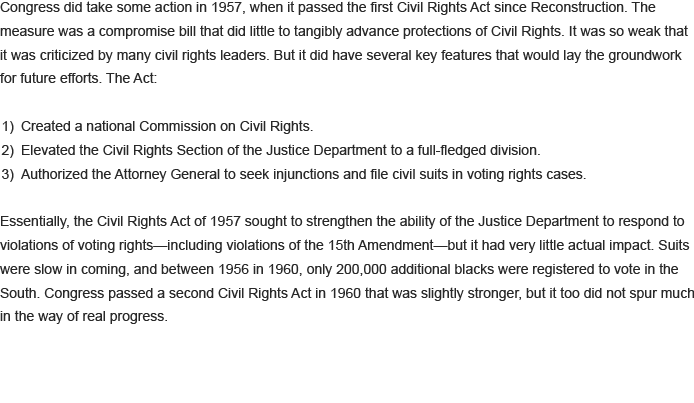 Congress did take some action in 1957, when it passed the first Civil Rights Act since Reconstruction. The
measure was a compromise bill that did little to tangibly advance protections of Civil Rights. It was so weak that
it was criticized by many civil rights leaders. But it did have several key features that would lay the groundwork
for future efforts. The Act:
1) Created a national Commission on Civil Rights.
2) Elevated the Civil Rights Section of the Justice Department to a full-fledged division.
3) Authorized the Attorney General to seek injunctions and file civil suits in voting rights cases.
Essentially, the Civil Rights Act of 1957 sought to strengthen the ability of the Justice Department to respond to
violations of voting rights—including violations of the 15th Amendment—but it had very little actual impact. Suits
were slow in coming, and between 1956 in 1960, only 200,000 additional blacks were registered to vote in the
South. Congress passed a second Civil Rights Act in 1960 that was slightly stronger, but it too did not spur much
in the way of real progress.